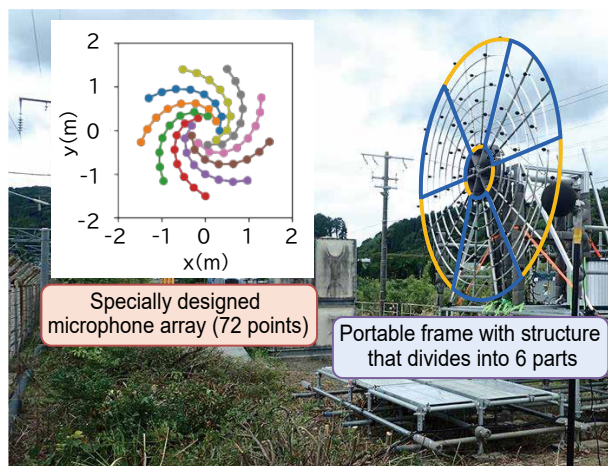 2
1
0
-1
-2
y(m)
-2 -1 0 1 2
x(m)
Specially designed
microphone array (72 points)
Portable frame with structure
that divides into 6 parts